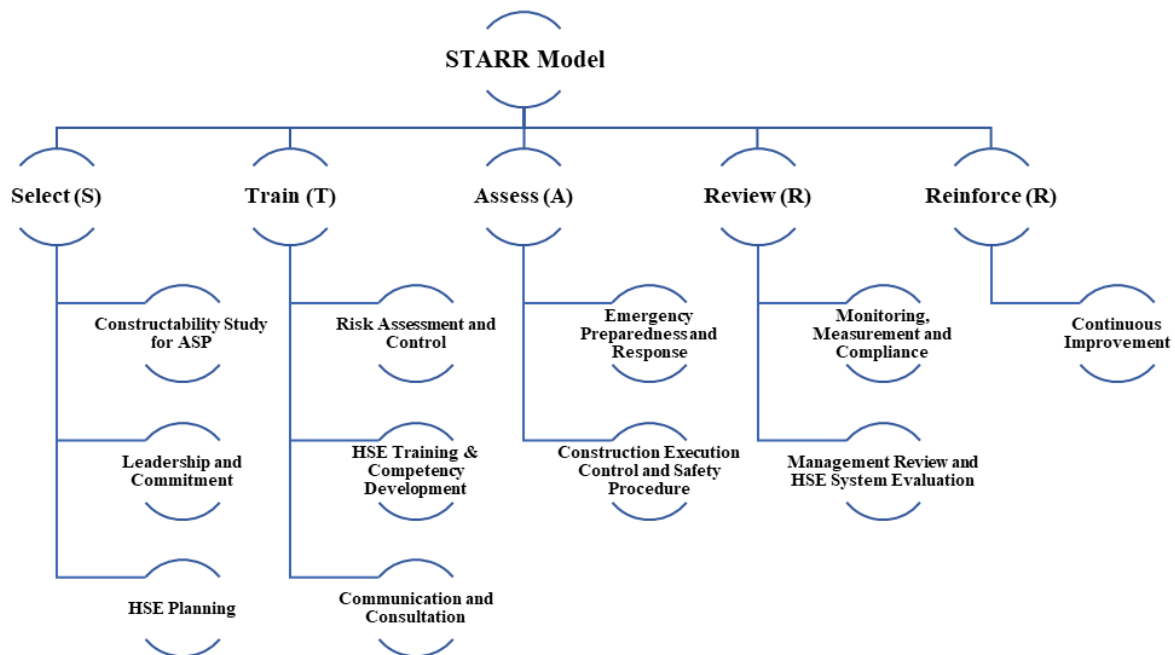 STARR Model
Select (S)
Train (T)
Assess (A)
Review (R)
Reinforce (R)
Constructability Study
for ASP
Leadership and
Commitment
HSE Planning
Risk Assessment and
Control
HSE Training &
Competency
Development
Communication and
Consultation
Emergency
Preparedness and
Response
Construction Execution
Control and Safety
Procedure
Monitoring,
Measurement and
Compliance
Management Review and
HSE System Evaluation
Continuous
Improvement